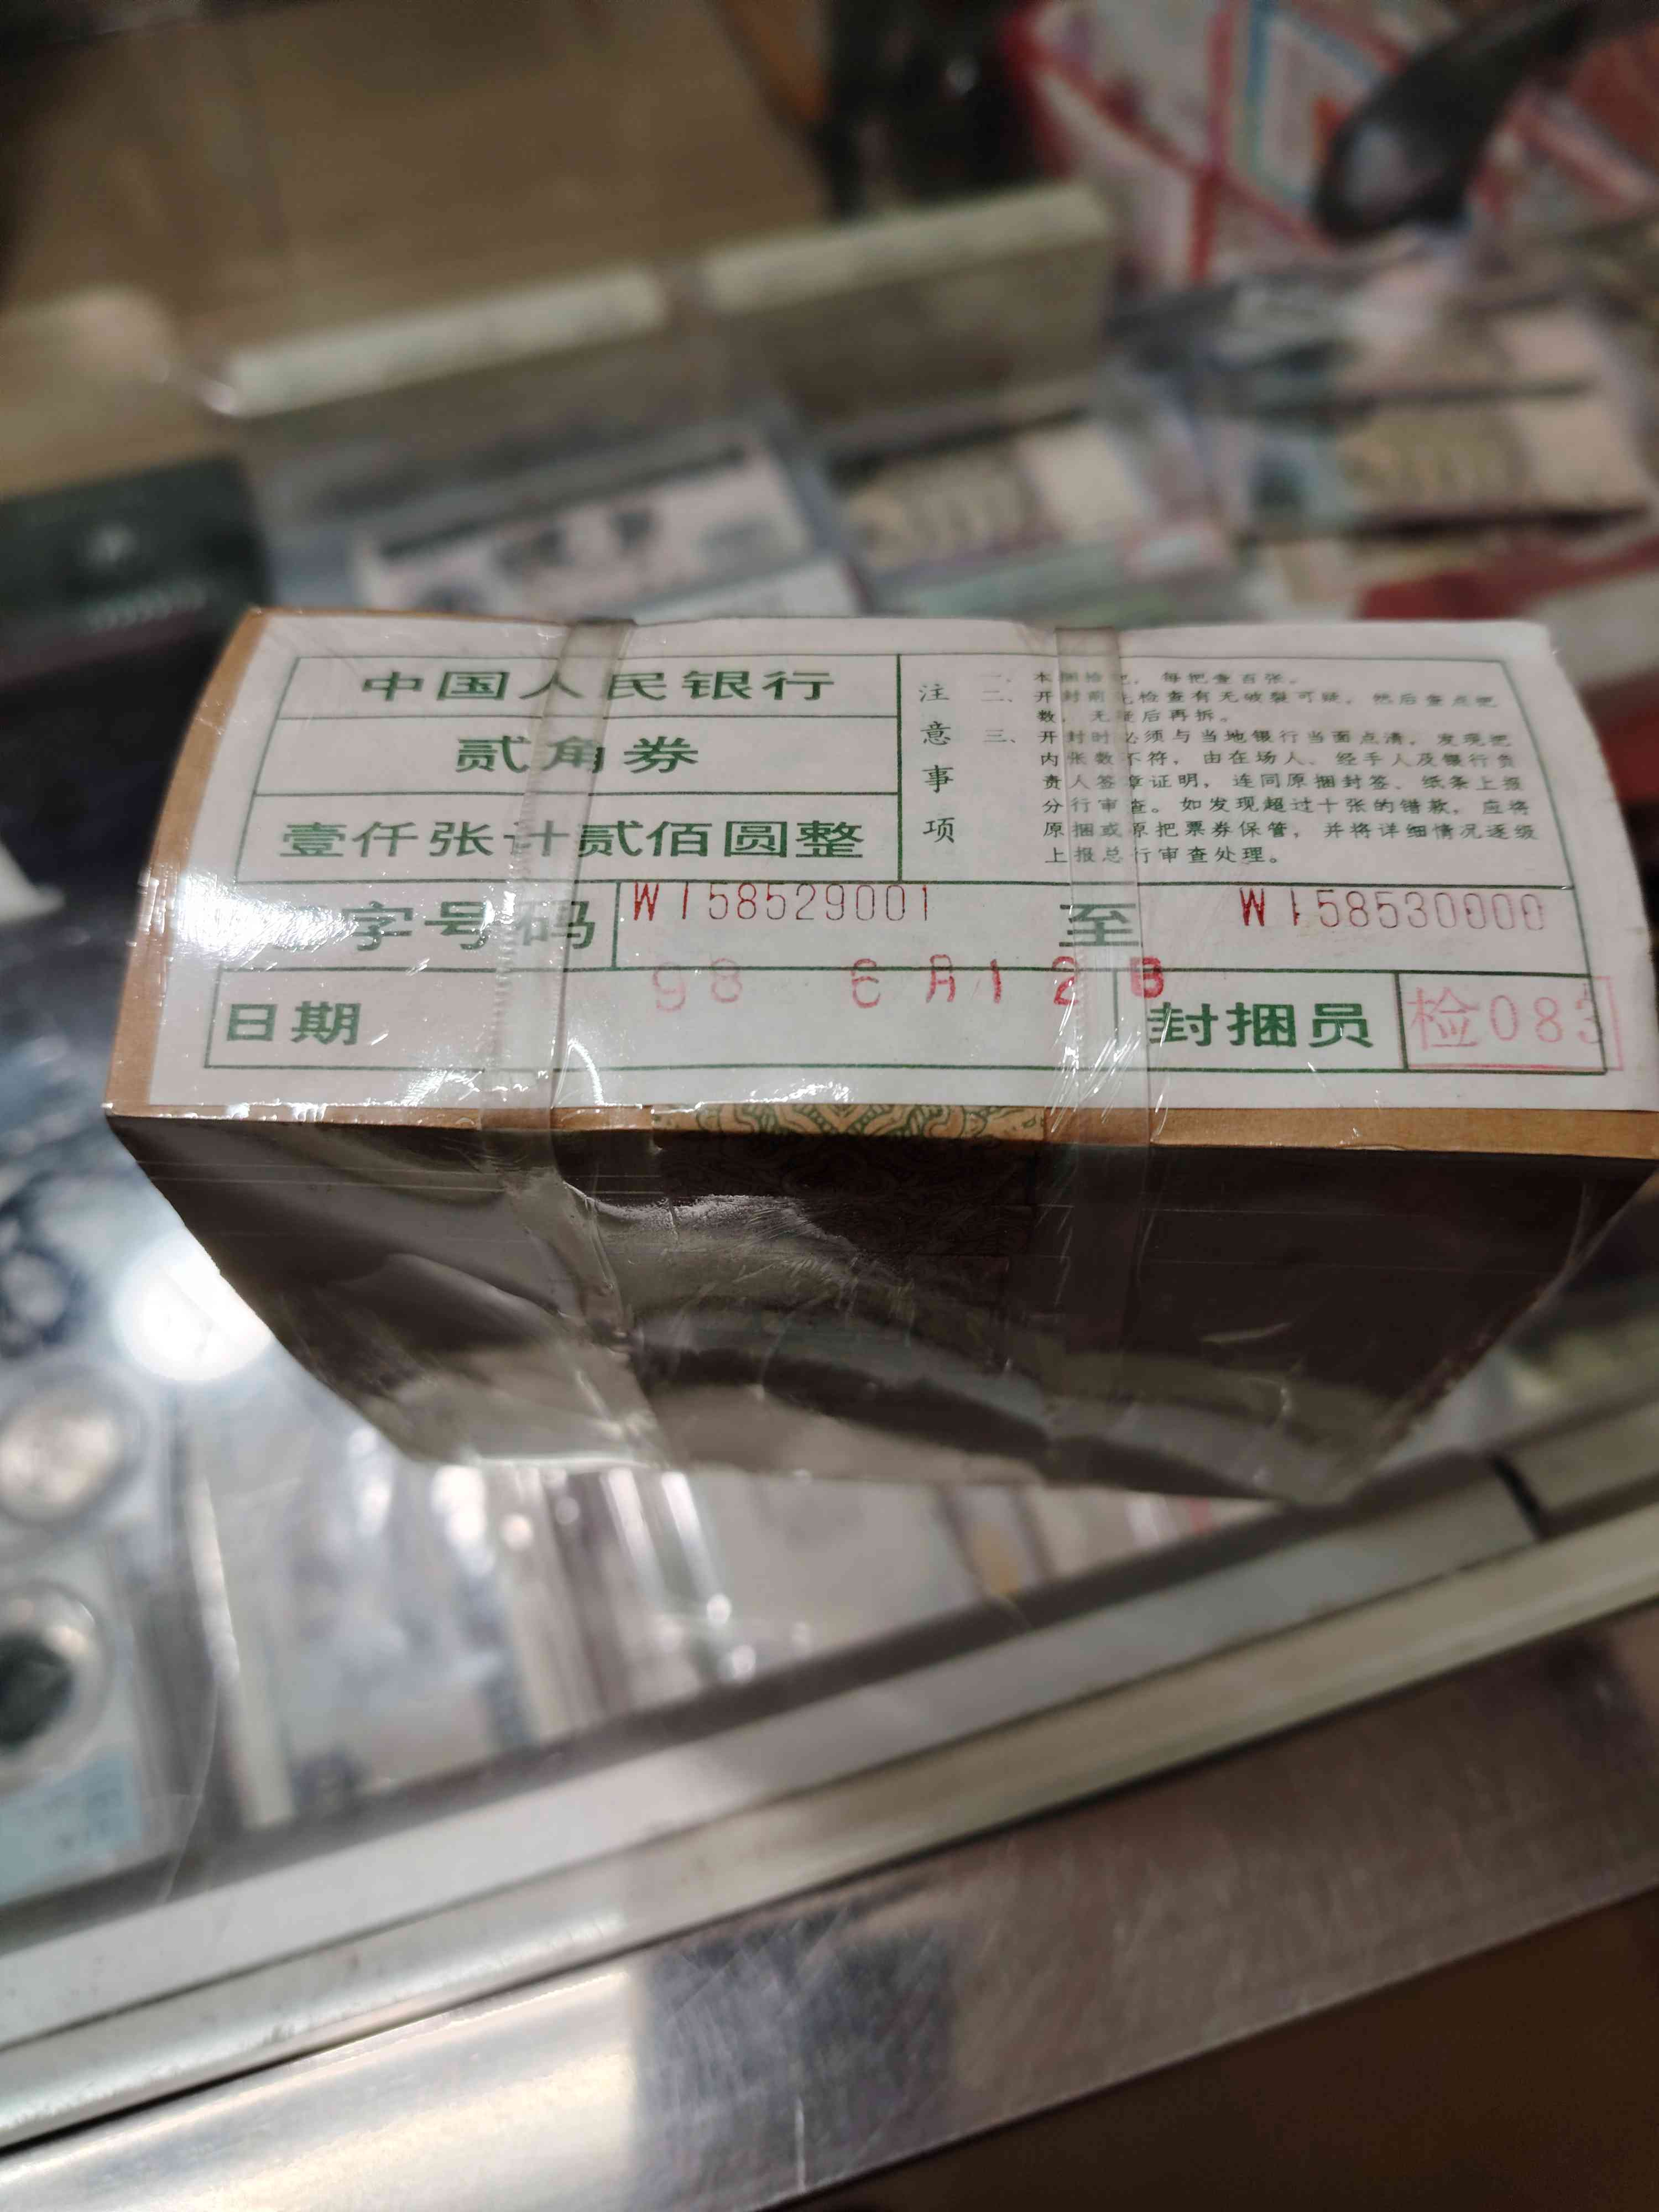 中国人民银行
贰角券
壹仟张计贰佰圆整
注意事项
一、本捆拾把，每把壹百张。
二、开封前先检查有无破裂可疑，然后查点把
数，无疑后再拆。
三、开封时必须与当地银行当面点清，发现把
内张数不符，由在场人、经手人及银行负
责人签章证明，连同原捆封签、纸条上报
分行审查。如发现超过十张的错款，应将
原捆或原把票券保管，并将详细情况逐级
上报总行审查处理。
字号码 WI58529001 至 WI58530000
日期 98 6月12日 封捆员 检083